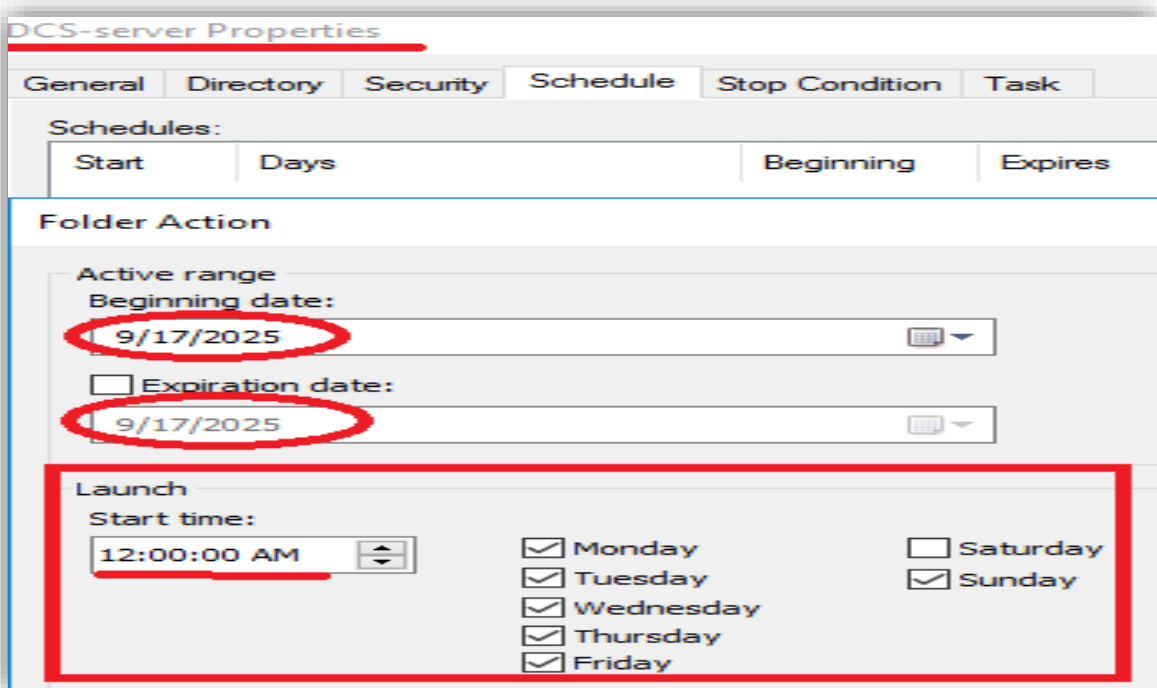 DCS-server Properties
General Directory Security Schedule Stop Condition Task
Schedules:
Start Days Beginning Expires
Folder Action
Active range
Beginning date:
9/17/2025
Expiration date:
9/17/2025
Launch
Start time:
12:00:00 AM
Monday
Tuesday
Wednesday
Thursday
Friday
Saturday
Sunday